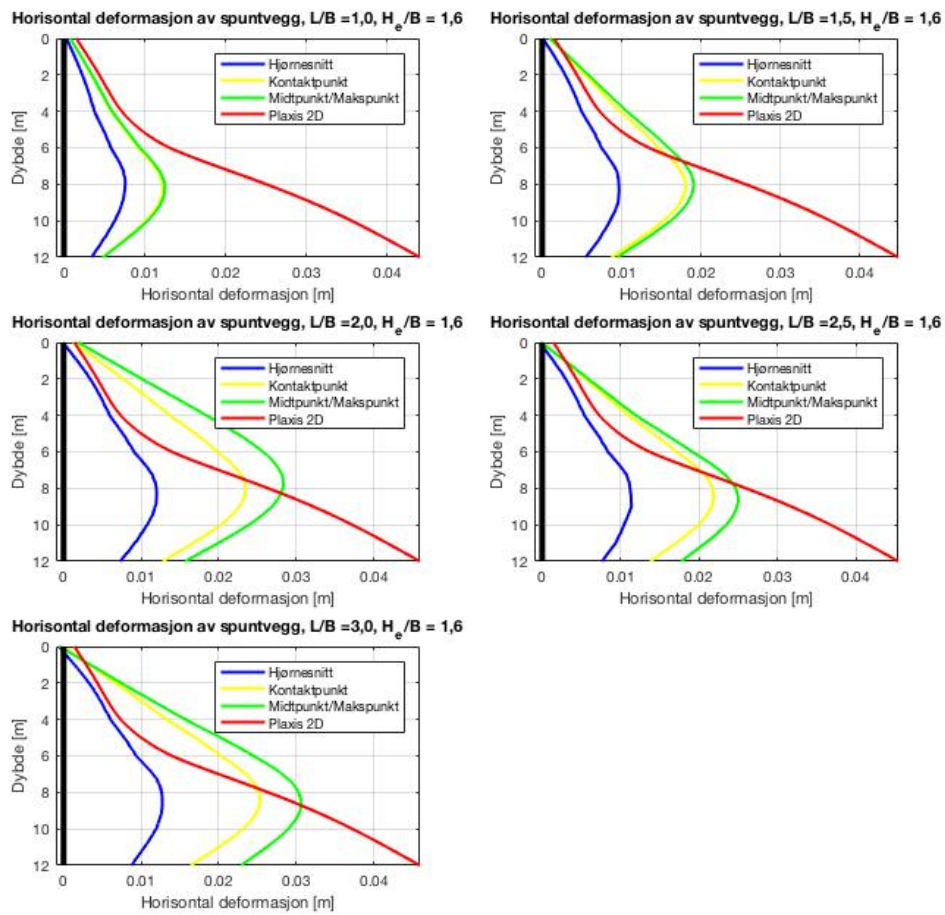 Horisontal deformasjon av spuntvegg, L/B =1,0, H_e/B = 1,6
0
2
4
6
8
10
12
Dybde [m]
Hjørnesnitt
Kontaktpunkt
Midtpunkt/Makspunkt
Plaxis 2D
0 0.01 0.02 0.03 0.04
Horisontal deformasjon [m]
Horisontal deformasjon av spuntvegg, L/B =1,5, H_e/B = 1,6
0
2
4
6
8
10
12
Dybde [m]
Hjørnesnitt
Kontaktpunkt
Midtpunkt/Makspunkt
Plaxis 2D
0 0.01 0.02 0.03 0.04
Horisontal deformasjon [m]
Horisontal deformasjon av spuntvegg, L/B =2,0, H_e/B = 1,6
0
2
4
6
8
10
12
Dybde [m]
Hjørnesnitt
Kontaktpunkt
Midtpunkt/Makspunkt
Plaxis 2D
0 0.01 0.02 0.03 0.04
Horisontal deformasjon [m]
Horisontal deformasjon av spuntvegg, L/B =2,5, H_e/B = 1,6
0
2
4
6
8
10
12
Dybde [m]
Hjørnesnitt
Kontaktpunkt
Midtpunkt/Makspunkt
Plaxis 2D
0 0.01 0.02 0.03 0.04
Horisontal deformasjon [m]
Horisontal deformasjon av spuntvegg, L/B =3,0, H_e/B = 1,6
0
2
4
6
8
10
12
Dybde [m]
Hjørnesnitt
Kontaktpunkt
Midtpunkt/Makspunkt
Plaxis 2D
0 0.01 0.02 0.03 0.04
Horisontal deformasjon [m]